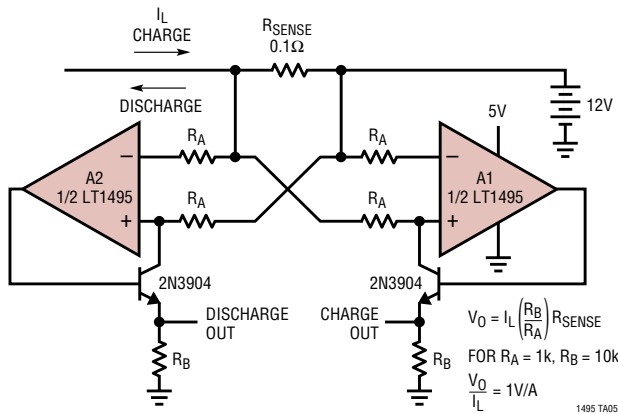 I_L
CHARGE
R_SENSE
0.1Ω
DISCHARGE
12V
5V
R_A
R_A
A2
1/2 LT1495
−
+
R_A
R_A
−
+
A1
1/2 LT1495
2N3904
2N3904
DISCHARGE
OUT
CHARGE
OUT
R_B
R_B
V_O = I_L (R_B/R_A) R_SENSE
FOR R_A = 1k, R_B = 10k
V_O/I_L = 1V/A
1495 TA05